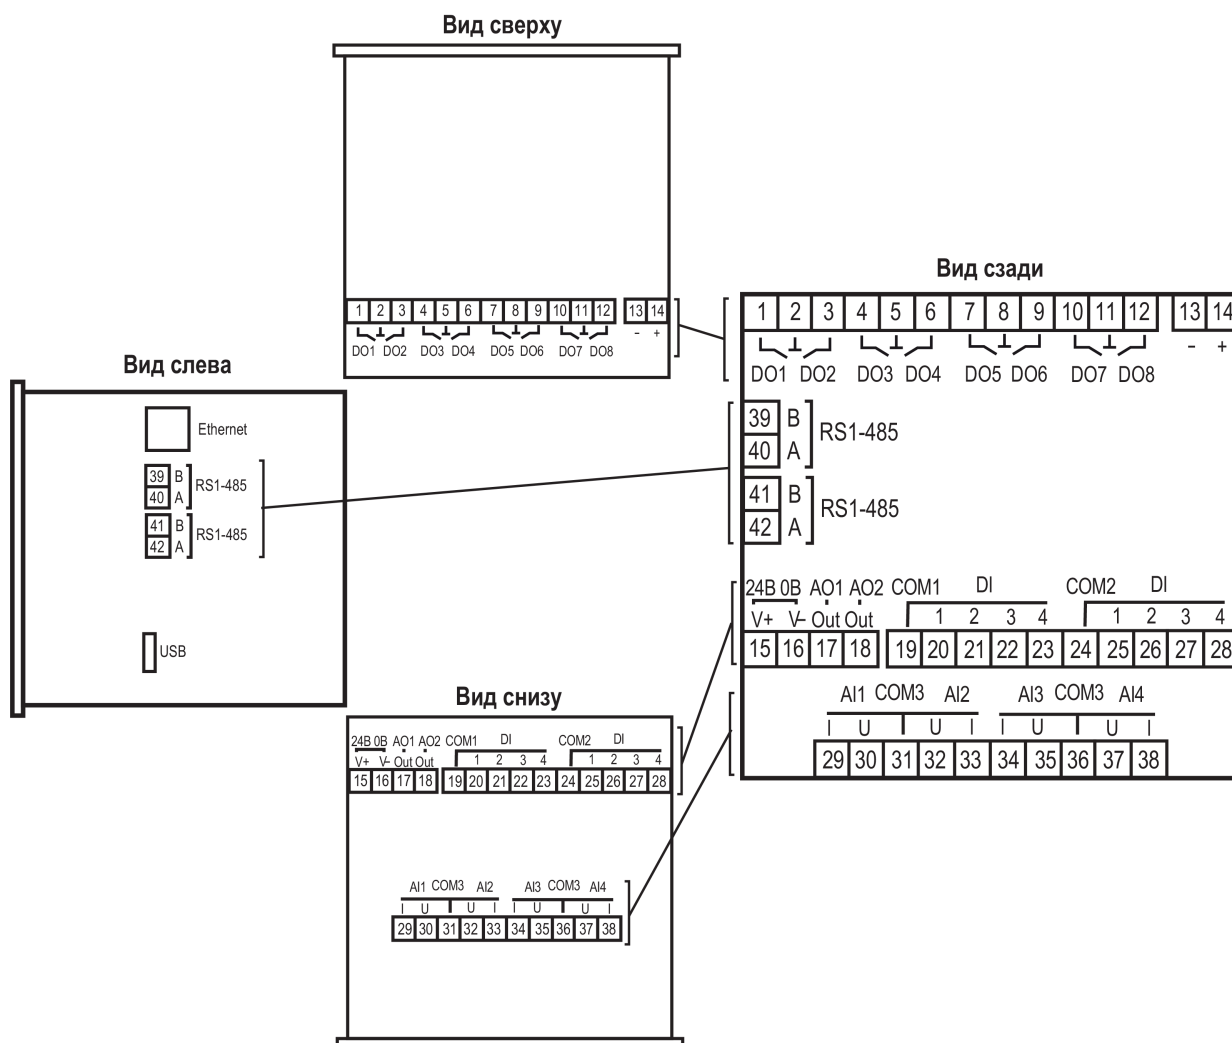 Вид сверху
1 2 3 4 5 6 7 8 9 10 11 12 13 14
DO1 DO2 DO3 DO4 DO5 DO6 DO7 DO8 – +
Вид слева
Ethernet
39 B
RS1-485
40 A
41 B
RS1-485
42 A
USB
Вид снизу
24В 0В AO1 AO2 COM1 DI COM2 DI
V+ V– Out Out 1 2 3 4 1 2 3 4
15 16 17 18 19 20 21 22 23 24 25 26 27 28
AI1 COM3 AI2 AI3 COM3 AI4
I U U I I U U I
29 30 31 32 33 34 35 36 37 38
Вид сзади
1 2 3 4 5 6 7 8 9 10 11 12 13 14
– +
DO1 DO2 DO3 DO4 DO5 DO6 DO7 DO8
39 B
RS1-485
40 A
41 B
RS1-485
42 A
24В 0В AO1 AO2 COM1 DI COM2 DI
V+ V– Out Out 1 2 3 4 1 2 3 4
15 16 17 18 19 20 21 22 23 24 25 26 27 28
AI1 COM3 AI2 AI3 COM3 AI4
I U U I I U U I
29 30 31 32 33 34 35 36 37 38